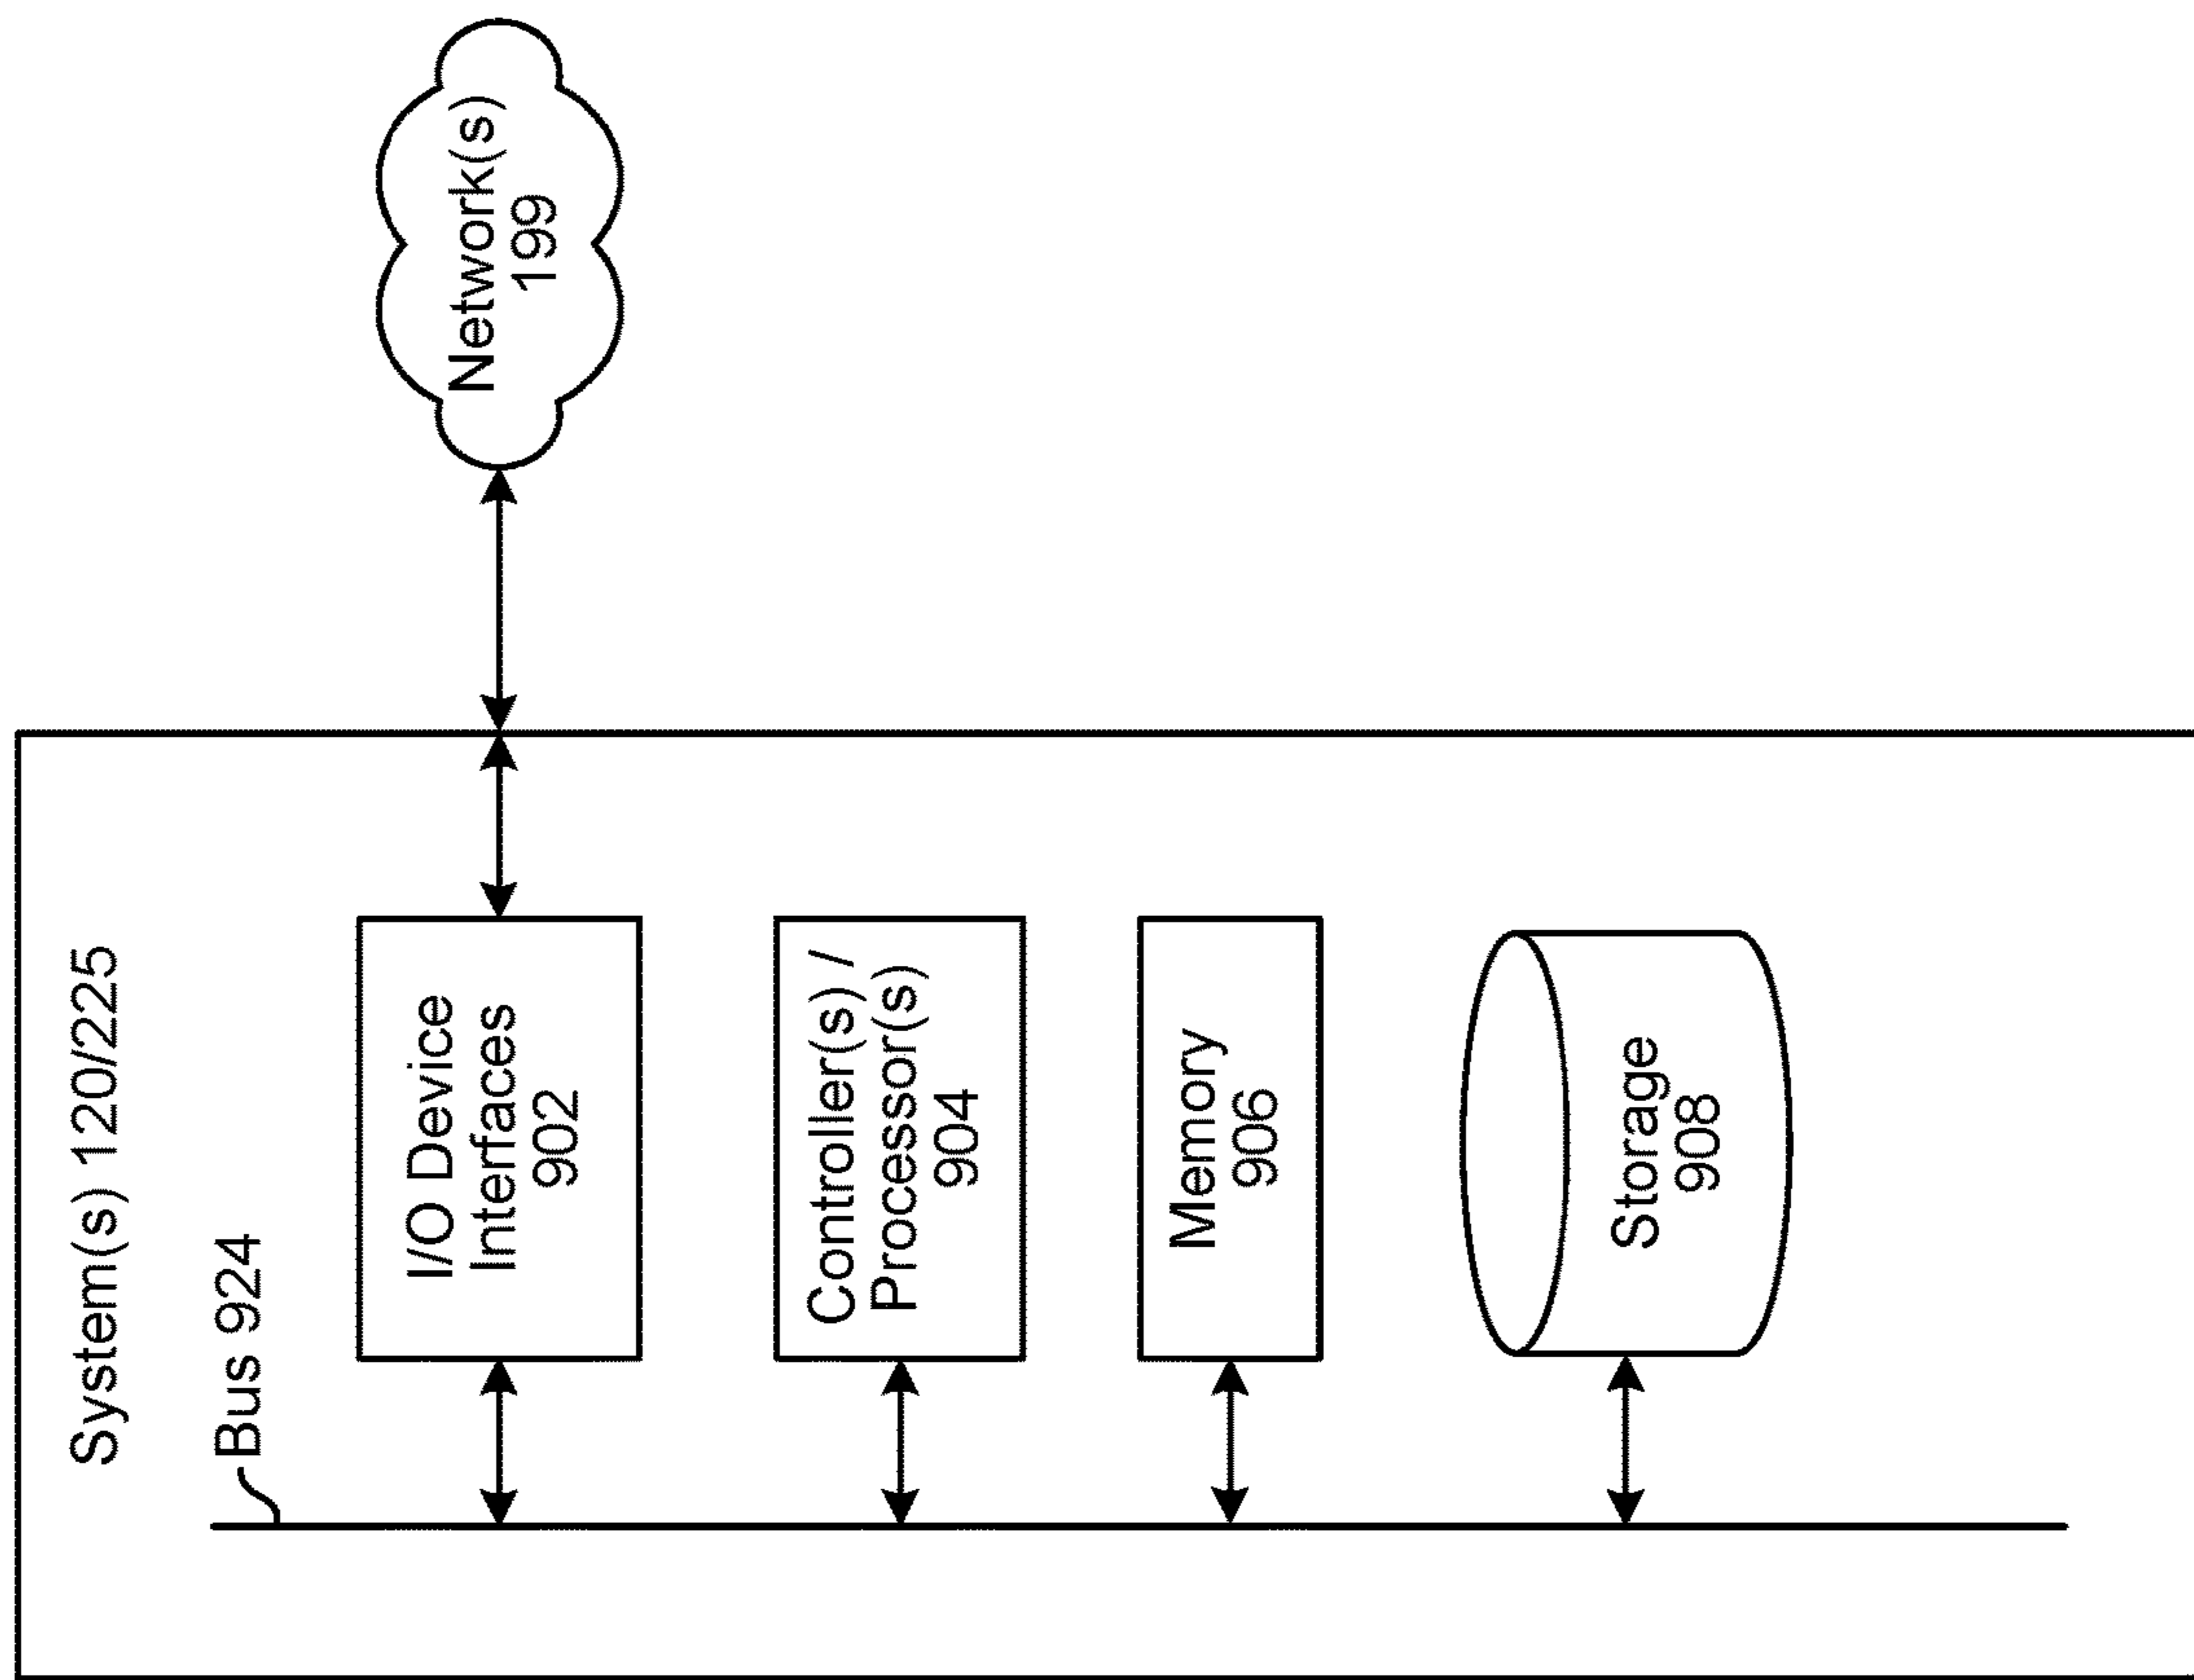 System(s) 120/225
Bus 924
I/O Device
Interfaces
902
Controller(s) /
Processor(s)
904
Memory
906
Storage
908
Network(s)
199